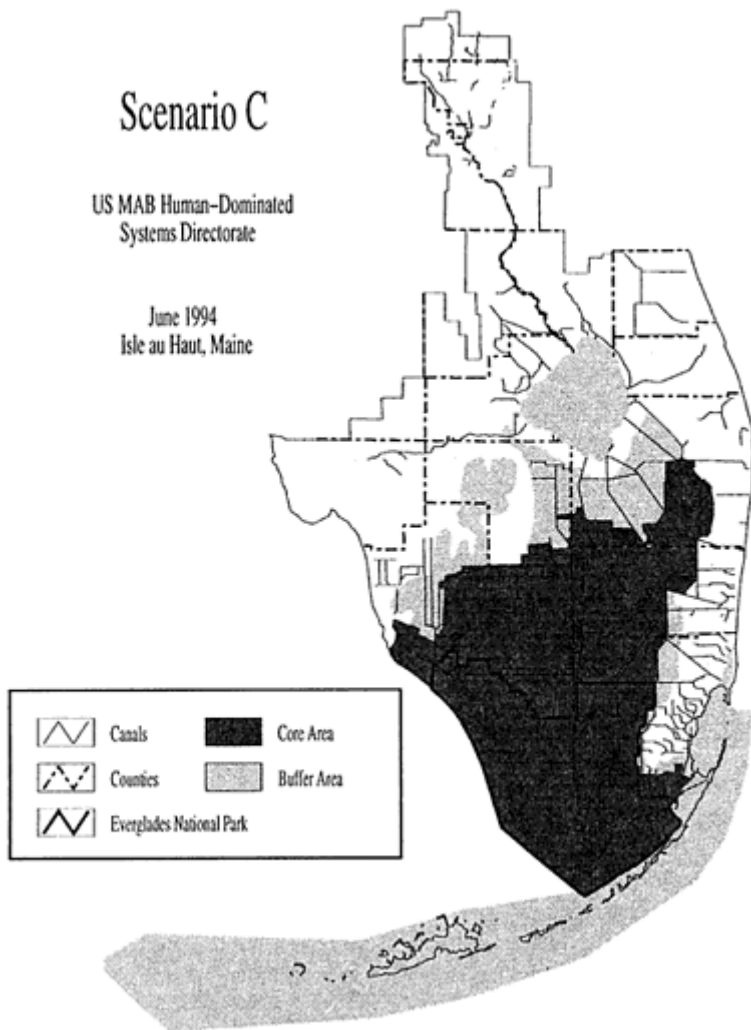 Scenario C
US MAB Human-Dominated
Systems Directorate
June 1994
Isle au Haut, Maine
Canals
Core Area
Counties
Buffer Area
Everglades National Park